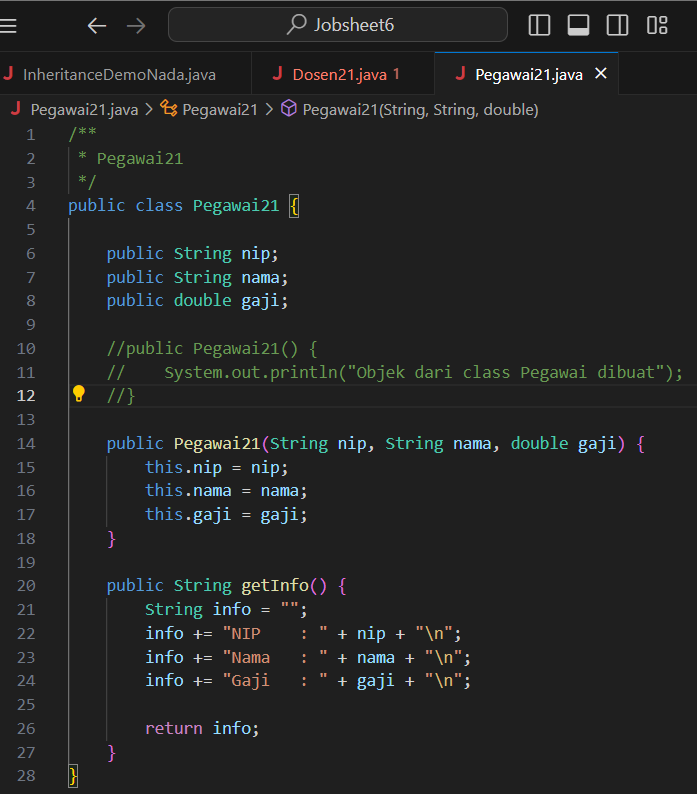 Jobsheet6
J InheritanceDemoNada.java J Dosen21.java 1 J Pegawai21.java ×
J Pegawai21.java > Pegawai21 > Pegawai21(String, String, double)
1 /**
2  * Pegawai21
3  */
4 public class Pegawai21 {
5
6     public String nip;
7     public String nama;
8     public double gaji;
9
10     //public Pegawai21() {
11     //    System.out.println("Objek dari class Pegawai dibuat");
12     //}
13
14     public Pegawai21(String nip, String nama, double gaji) {
15         this.nip = nip;
16         this.nama = nama;
17         this.gaji = gaji;
18     }
19
20     public String getInfo() {
21         String info = "";
22         info += "NIP    : " + nip + "\n";
23         info += "Nama   : " + nama + "\n";
24         info += "Gaji   : " + gaji + "\n";
25
26         return info;
27     }
28 }